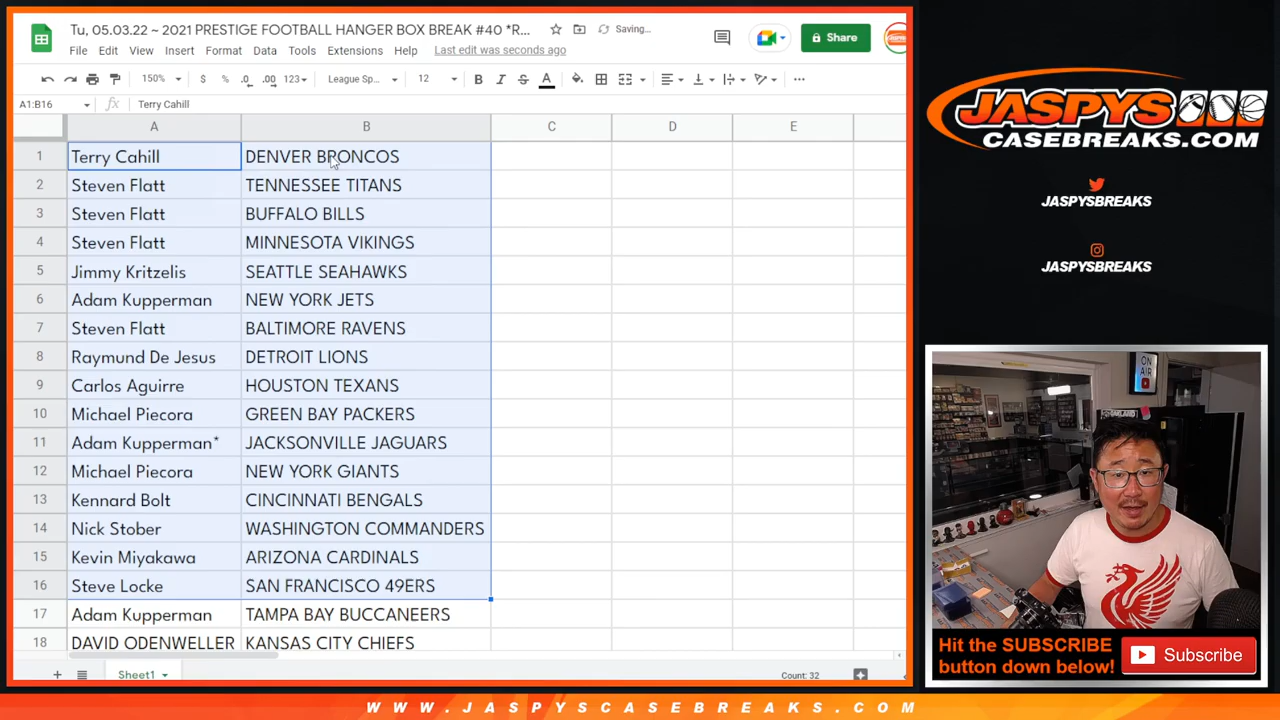 Tu, 05.03.22 ~ 2021 PRESTIGE FOOTBALL HANGER BOX BREAK #40 *R...
Saving...
File Edit View Insert Format Data Tools Extensions Help Last edit was seconds ago
Share
150% $ % .0 .00 123 League Sp... 12 B I S A
A1:B16 fx Terry Cahill
A B C D E
1 Terry Cahill DENVER BRONCOS
2 Steven Flatt TENNESSEE TITANS
3 Steven Flatt BUFFALO BILLS
4 Steven Flatt MINNESOTA VIKINGS
5 Jimmy Kritzelis SEATTLE SEAHAWKS
6 Adam Kupperman NEW YORK JETS
7 Steven Flatt BALTIMORE RAVENS
8 Raymund De Jesus DETROIT LIONS
9 Carlos Aguirre HOUSTON TEXANS
10 Michael Piecora GREEN BAY PACKERS
11 Adam Kupperman* JACKSONVILLE JAGUARS
12 Michael Piecora NEW YORK GIANTS
13 Kennard Bolt CINCINNATI BENGALS
14 Nick Stober WASHINGTON COMMANDERS
15 Kevin Miyakawa ARIZONA CARDINALS
16 Steve Locke SAN FRANCISCO 49ERS
17 Adam Kupperman TAMPA BAY BUCCANEERS
18 DAVID ODENWELLER KANSAS CITY CHIEFS
Sheet1
Count: 32
JASPYS
CASEBREAKS.COM
JASPYSBREAKS
JASPYSBREAKS
ON
AIR
Hit the SUBSCRIBE
button down below!
Subscribe
WWW.JASPYSCASEBREAKS.COM